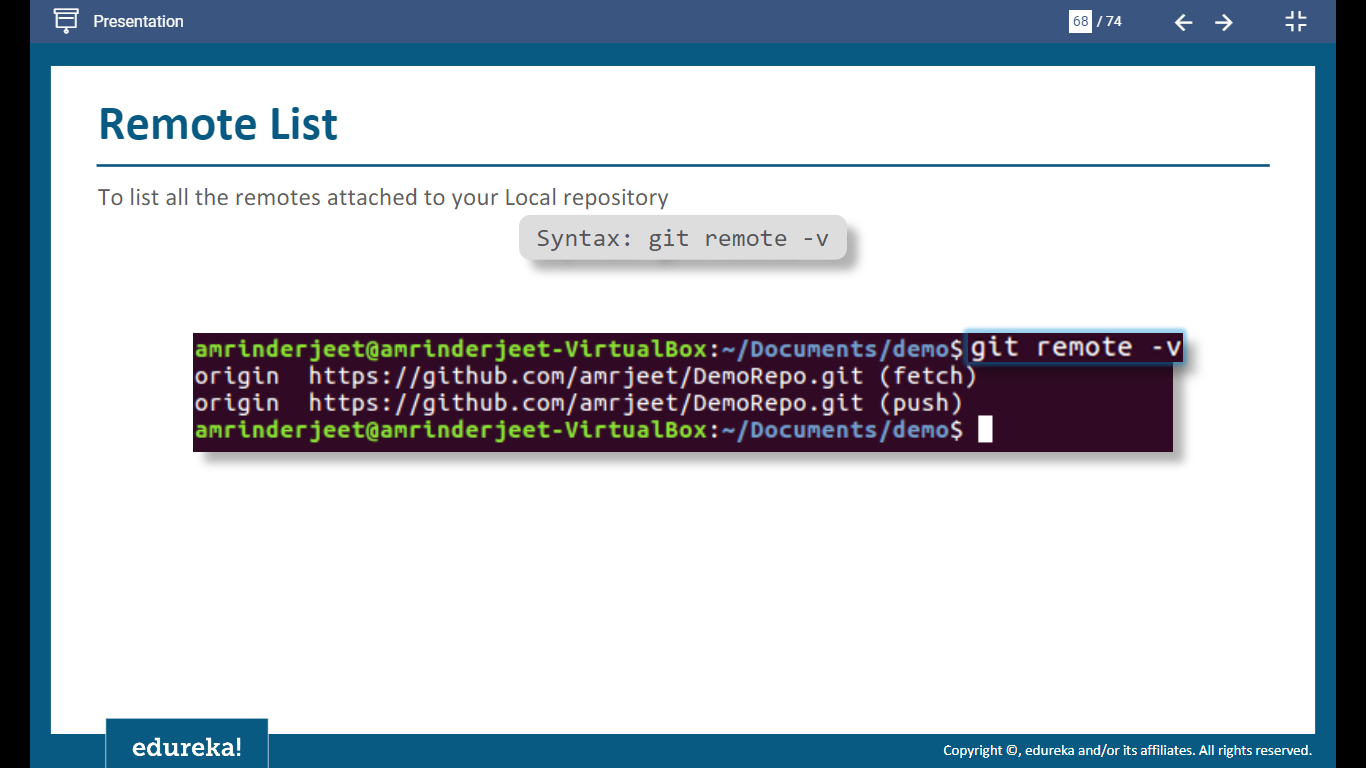 Presentation
68 / 74
Remote List
To list all the remotes attached to your Local repository
Syntax: git remote -v
amrinderjeet@amrinderjeet-VirtualBox:~/Documents/demo$ git remote -v
origin  https://github.com/amrjeet/DemoRepo.git (fetch)
origin  https://github.com/amrjeet/DemoRepo.git (push)
amrinderjeet@amrinderjeet-VirtualBox:~/Documents/demo$
edureka!
Copyright ©, edureka and/or its affiliates. All rights reserved.